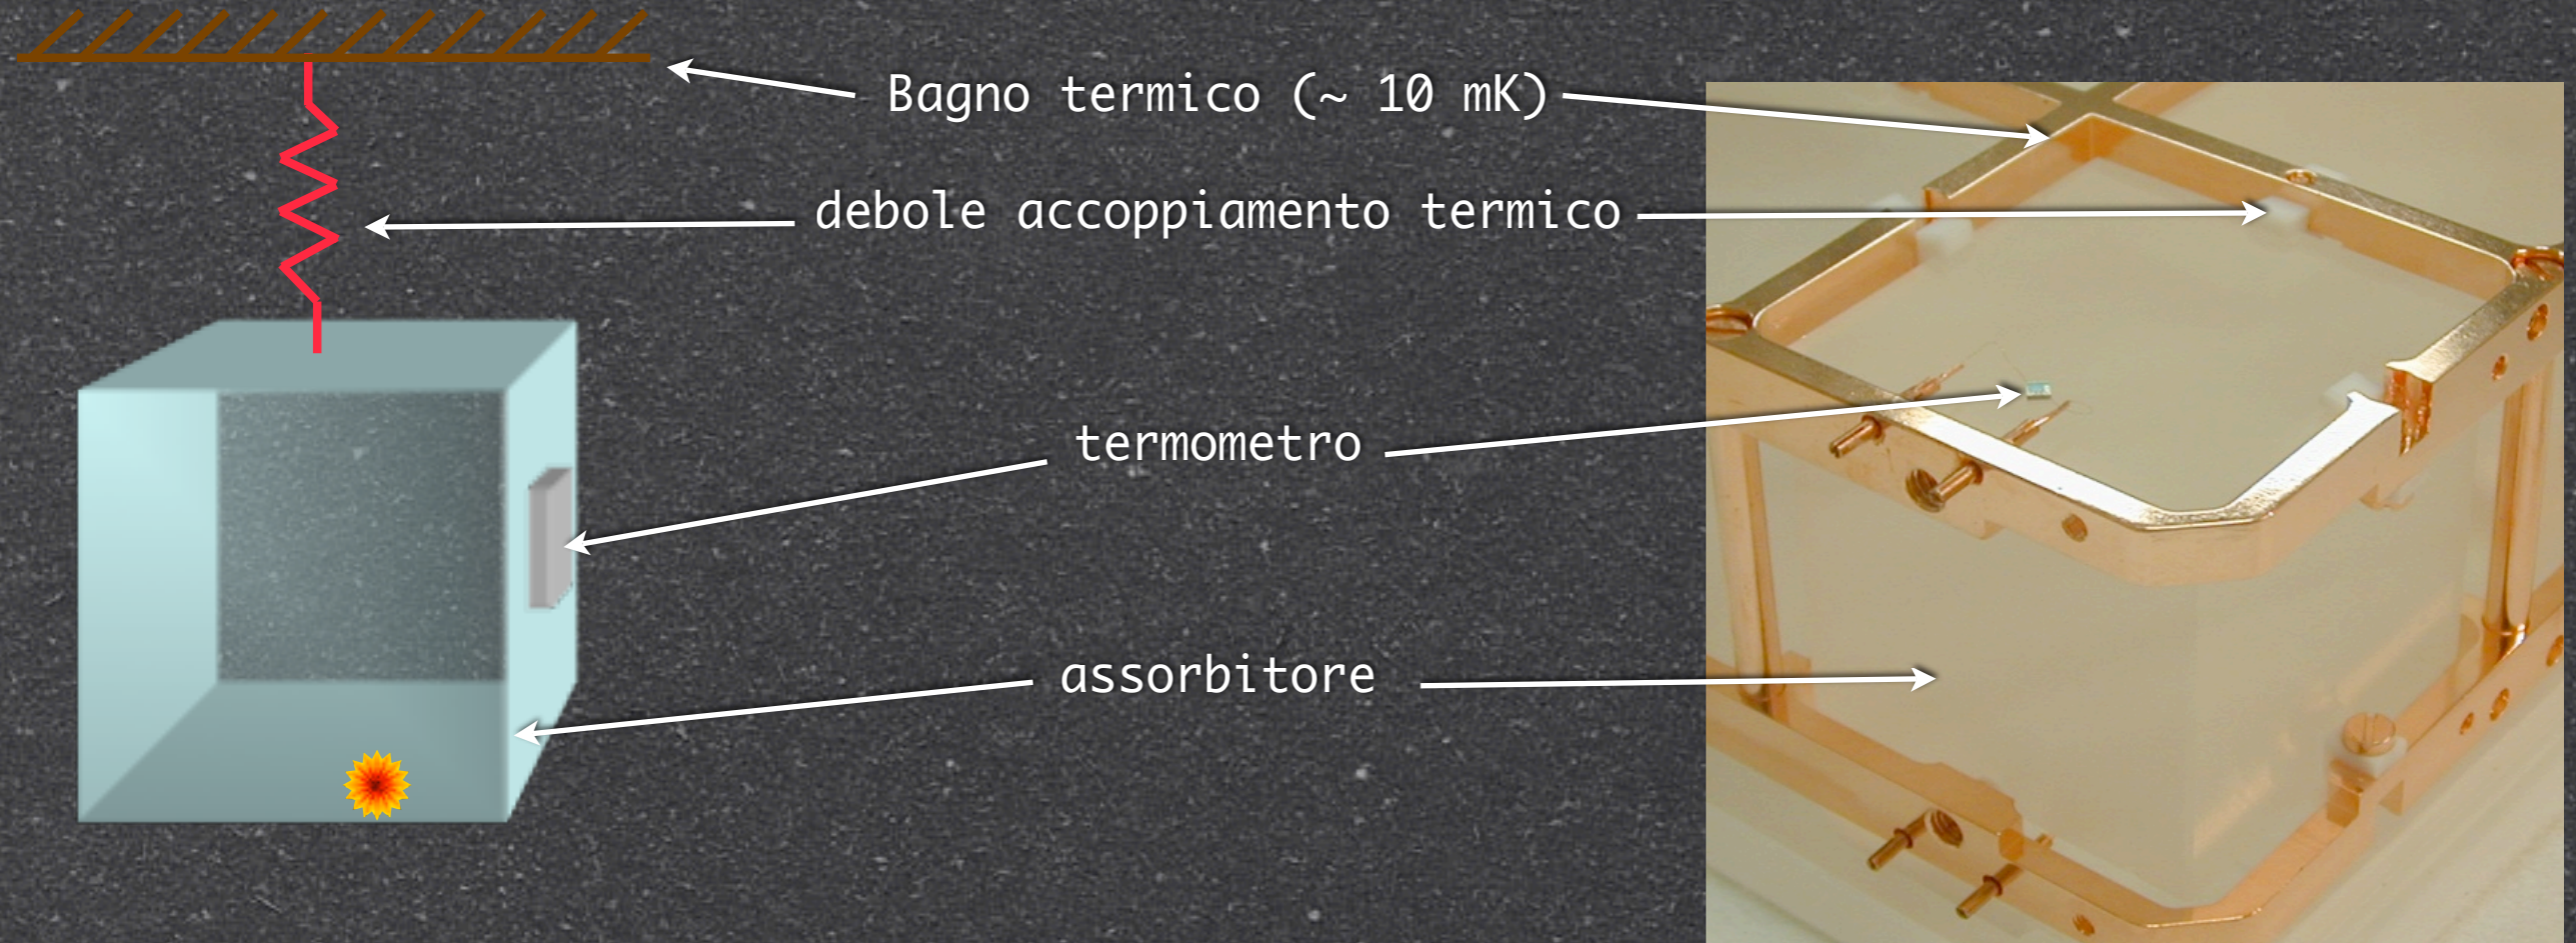 Bagno termico (~ 10 mK)
debole accoppiamento termico
termometro
assorbitore